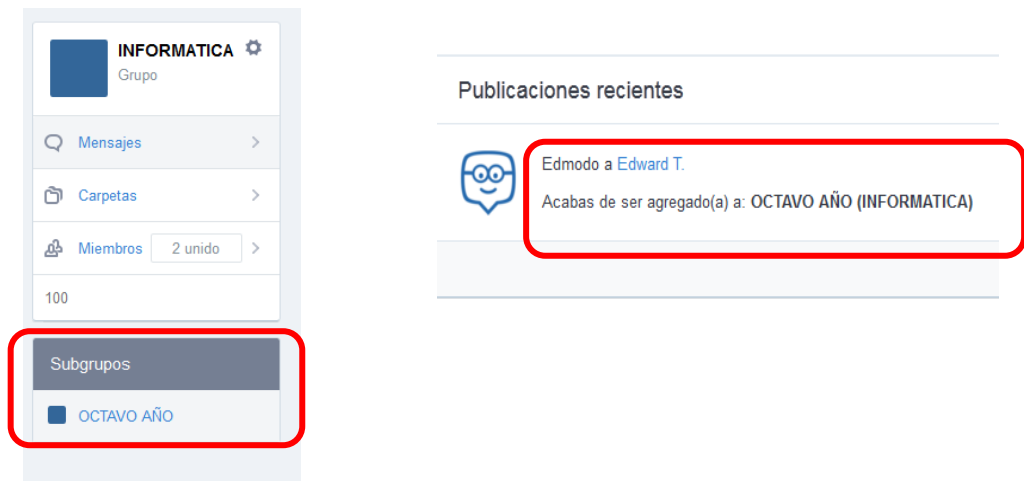 INFORMATICA
Grupo
Mensajes
Carpetas
Miembros 2 unido
100
Subgrupos
OCTAVO AÑO
Publicaciones recientes
Edmodo a Edward T.
Acabas de ser agregado(a) a: OCTAVO AÑO (INFORMATICA)